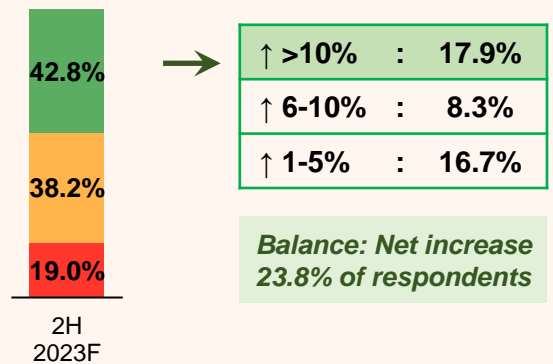 42.8%
38.2%
19.0%
2H
2023F
↑ >10% : 17.9%
↑ 6-10% : 8.3%
↑ 1-5% : 16.7%
Balance: Net increase
23.8% of respondents